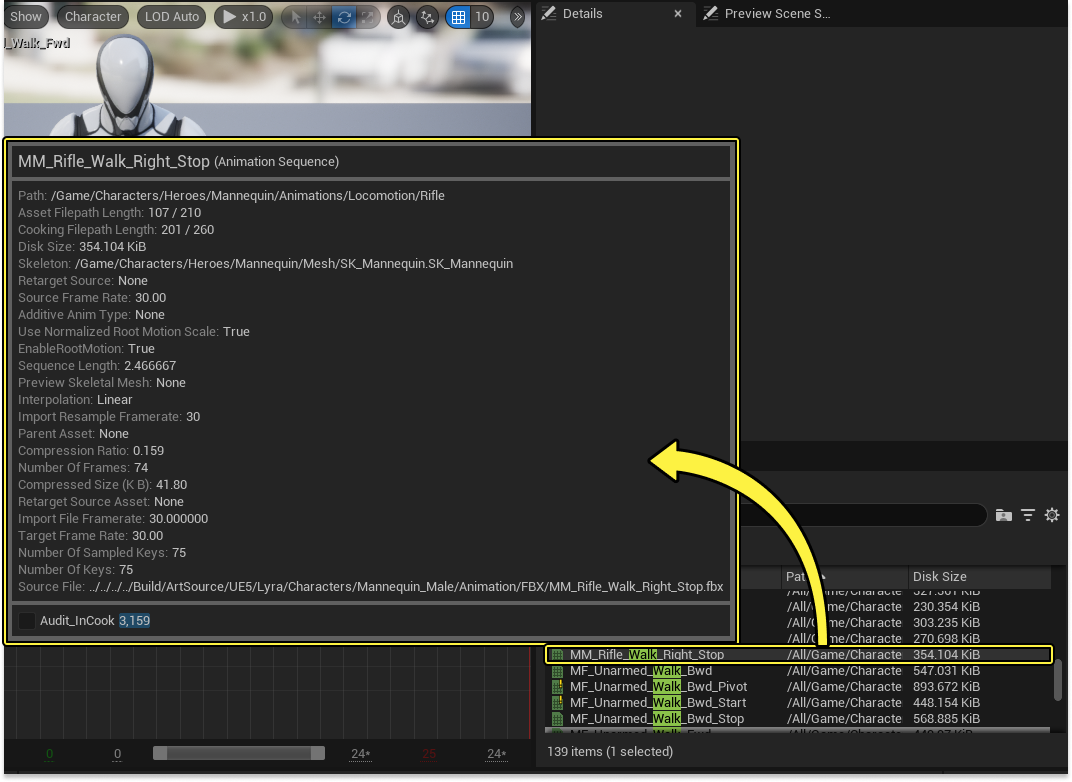 Show
Character
LOD Auto
x1.0
10
Details
Preview Scene S...
_Walk_Fwd
MM_Rifle_Walk_Right_Stop (Animation Sequence)
Path: /Game/Characters/Heroes/Mannequin/Animations/Locomotion/Rifle
Asset Filepath Length: 107 / 210
Cooking Filepath Length: 201 / 260
Disk Size: 354.104 KiB
Skeleton: /Game/Characters/Heroes/Mannequin/Mesh/SK_Mannequin.SK_Mannequin
Retarget Source: None
Source Frame Rate: 30.00
Additive Anim Type: None
Use Normalized Root Motion Scale: True
EnableRootMotion: True
Sequence Length: 2.466667
Preview Skeletal Mesh: None
Interpolation: Linear
Import Resample Framerate: 30
Parent Asset: None
Compression Ratio: 0.159
Number Of Frames: 74
Compressed Size (K B): 41.80
Retarget Source Asset: None
Import File Framerate: 30.000000
Target Frame Rate: 30.00
Number Of Sampled Keys: 75
Number Of Keys: 75
Source File: ../../../../Build/ArtSource/UE5/Lyra/Characters/Mannequin_Male/Animation/FBX/MM_Rifle_Walk_Right_Stop.fbx
Audit_InCook 3,159
Disk Size
/All/Game/Characte 230.354 KiB
/All/Game/Characte 303.235 KiB
/All/Game/Characte 270.698 KiB
MM_Rifle_Walk_Right_Stop /All/Game/Characte 354.104 KiB
MF_Unarmed_Walk_Bwd /All/Game/Characte 547.031 KiB
MF_Unarmed_Walk_Bwd_Pivot /All/Game/Characte 893.672 KiB
MF_Unarmed_Walk_Bwd_Start /All/Game/Characte 448.154 KiB
MF_Unarmed_Walk_Bwd_Stop /All/Game/Characte 568.885 KiB
139 items (1 selected)
0
0
24*
25
24*